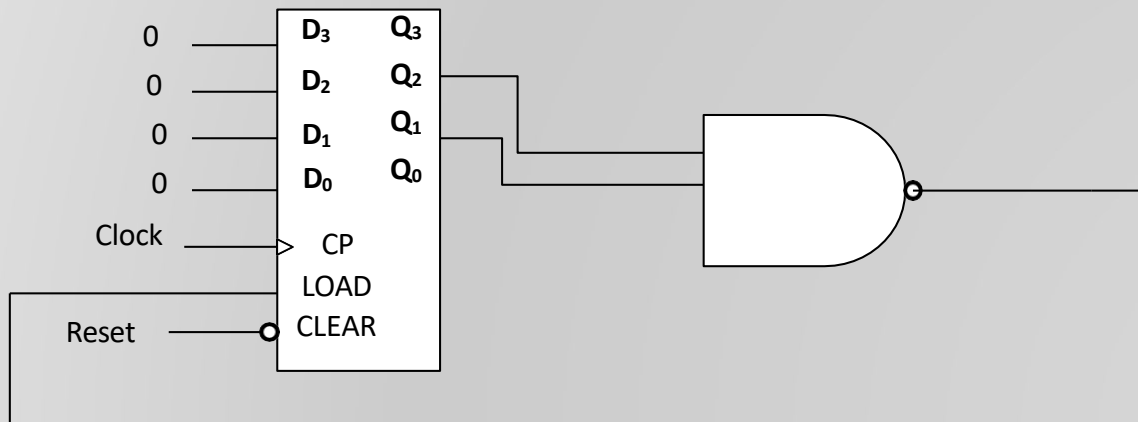 0 D₃ Q₃
0 D₂ Q₂
0 D₁ Q₁
0 D₀ Q₀
Clock CP
LOAD
Reset CLEAR